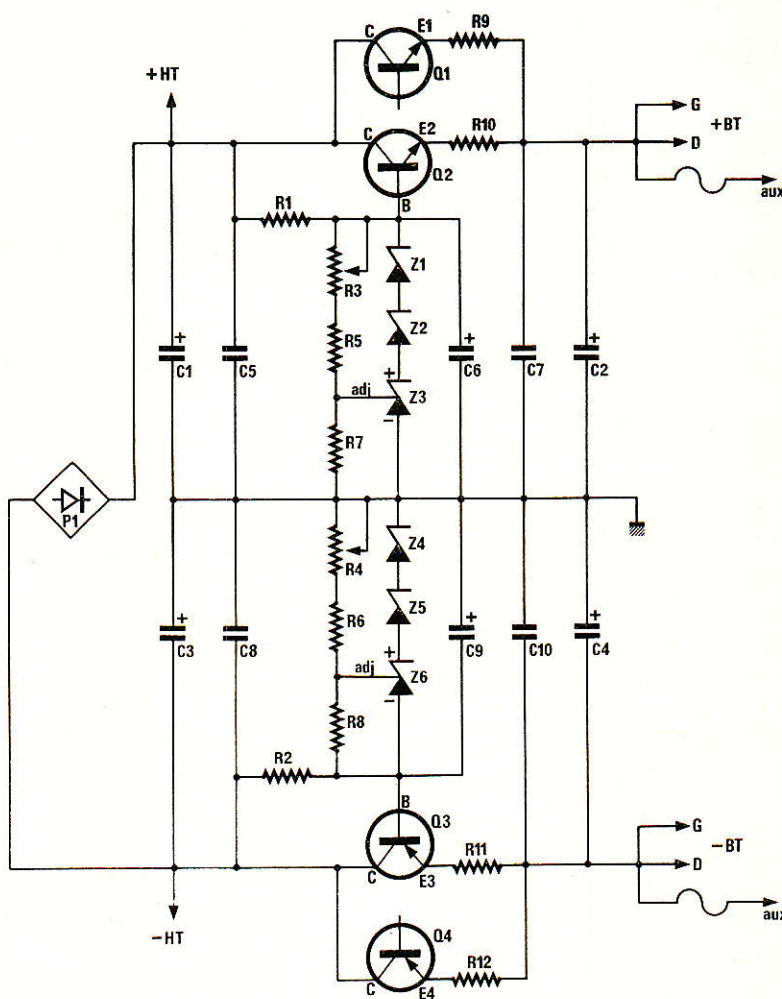 C E1 R9
+HT
Q1
G
C E2 R10
+BT
D
Q2
aux
B
R1
Z1
R3
Z2
R5
+ + + +
C1 C5 adj Z3 C6 C7 C2
−
R7
P1
Z4
R4
Z5
R6
+ + + +
C3 C8 adj Z6 C9 C10 C4
−
R8
R2
B Q3
G
R11
−BT
C E3
D
aux
−HT
Q4
R12
C E4